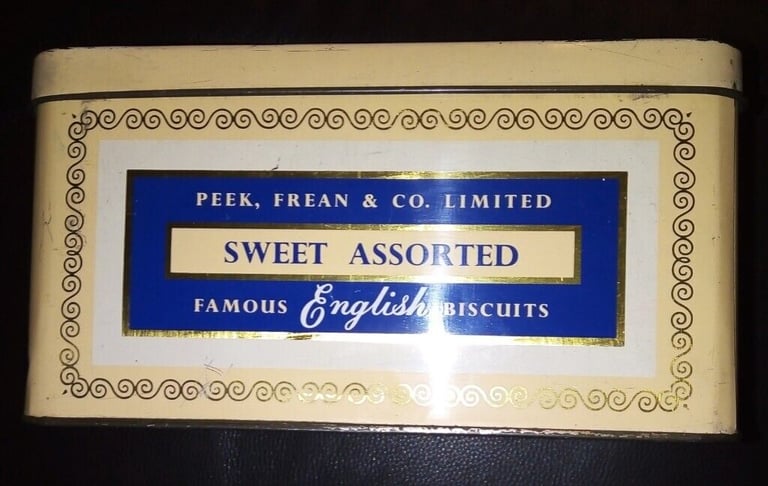 PEEK, FREAN & CO. LIMITED
SWEET ASSORTED
FAMOUS English BISCUITS